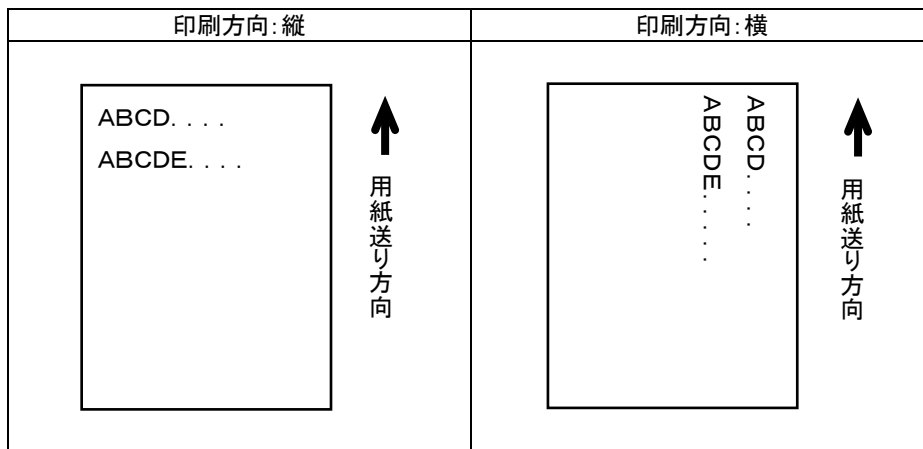 印刷方向:縦
印刷方向:横
ABCD. . . .
ABCDE. . . .
用紙送り方向
ABCD. . . .
ABCDE. . . . .
用紙送り方向